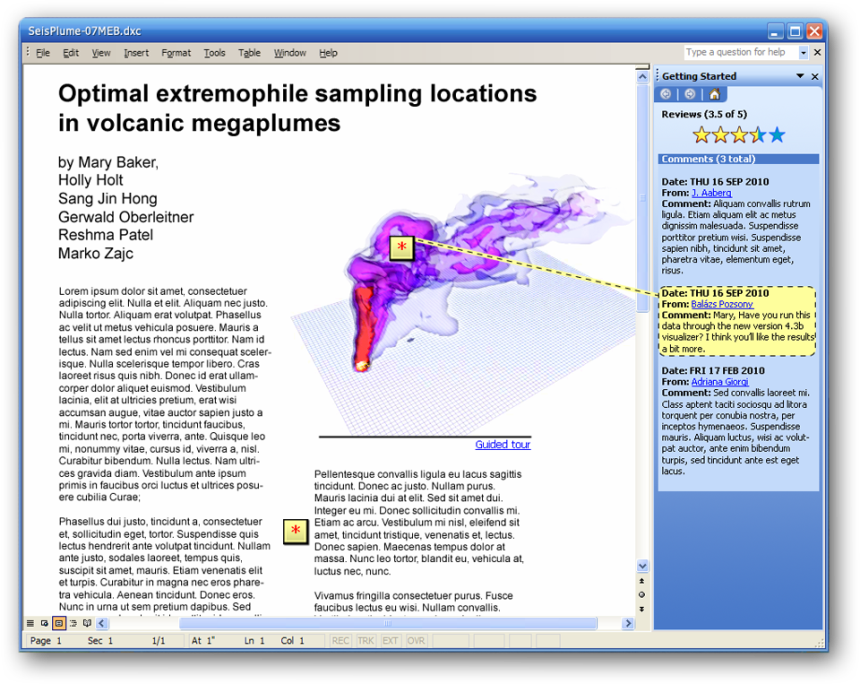 SeisPlume-07MEB.dxc
File Edit View Insert Format Tools Table Window Help
Type a question for help
Optimal extremophile sampling locations
in volcanic megaplumes
by Mary Baker,
Holly Holt
Sang Jin Hong
Gerwald Oberleitner
Reshma Patel
Marko Zajc
Lorem ipsum dolor sit amet, consectetuer
adipiscing elit. Nulla et elit. Aliquam nec justo.
Nulla tortor. Aliquam erat volutpat. Phasellus
ac velit ut metus vehicula posuere. Mauris a
tellus sit amet lectus rhoncus porttitor. Nam id
lectus. Nam sed enim vel mi consequat sceler-
isque. Nulla scelerisque tempor libero. Cras
laoreet risus quis nibh. Donec id erat ullam-
corper dolor aliquet euismod. Vestibulum
lacinia, elit at ultricies pretium, erat wisi
accumsan augue, vitae auctor sapien justo a
mi. Mauris tortor tortor, tincidunt faucibus,
tincidunt nec, porta viverra, ante. Quisque leo
mi, nonummy vitae, cursus id, viverra a, nisl.
Curabitur bibendum. Nulla lectus. Nam ultri-
ces gravida diam. Vestibulum ante ipsum
primis in faucibus orci luctus et ultrices posu-
ere cubilia Curae;
Phasellus dui justo, tincidunt a, consectetuer
et, sollicitudin eget, tortor. Suspendisse quis
lectus hendrerit ante volutpat tincidunt. Nullam
ante justo, sodales laoreet, tempus quis,
suscipit sit amet, mauris. Etiam venenatis elit
et turpis. Curabitur in magna nec eros phare-
tra vehicula. Aenean tincidunt. Donec eros.
Nunc in urna ut sem pretium dapibus. Sed
*
Guided tour
Pellentesque convallis ligula eu lacus sagittis
tincidunt. Donec ac justo. Nullam purus.
Mauris lacinia dui at elit. Sed sit amet dui.
Integer eu mi. Donec sollicitudin convallis mi.
Etiam ac arcu. Vestibulum mi nisl, eleifend sit
amet, tincidunt tristique, venenatis et, lectus.
Donec sapien. Maecenas tempus dolor at
massa. Nunc leo tortor, blandit eu, vehicula at,
luctus nec, nunc.
*
Vivamus fringilla consectetuer purus. Fusce
faucibus lectus eu wisi. Nullam convallis.
Getting Started
Reviews (3.5 of 5)
Comments (3 total)
Date: THU 16 SEP 2010
From: J. Aaberg
Comment: Aliquam convallis rutrum
ligula. Etiam aliquam elit ac metus
dignissim malesuada. Suspendisse
porttitor pretium wisi. Suspendisse
sapien nibh, tincidunt sit amet,
pharetra vitae, elementum eget,
risus.
Date: THU 16 SEP 2010
From: Balázs Pozsony
Comment: Mary, Have you run this
data through the new version 4.3b
visualizer? I think you'll like the results
a bit more.
Date: FRI 17 FEB 2010
From: Adriana Giorgi
Comment: Sed convallis laoreet mi.
Class aptent taciti sociosqu ad litora
torquent per conubia nostra, per
inceptos hymenaeos. Suspendisse
mauris. Aliquam luctus, wisi ac volut-
pat auctor, ante enim bibendum
turpis, sed tincidunt ante est eget
lacus.
Page 1 Sec 1 1/1 At 1" Ln 1 Col 1 REC TRK EXT OVR